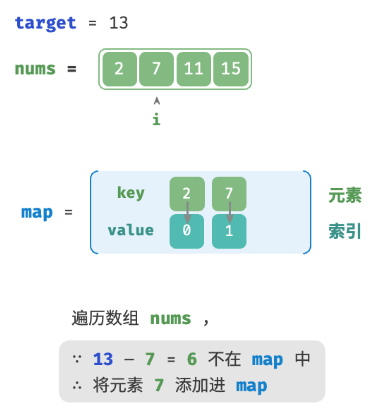 target = 13
nums = 2 7 11 15
i
key 2 7 元素
map =
value 0 1 索引
遍历数组 nums ，
∵ 13 − 7 = 6 不在 map 中
∴ 将元素 7 添加进 map